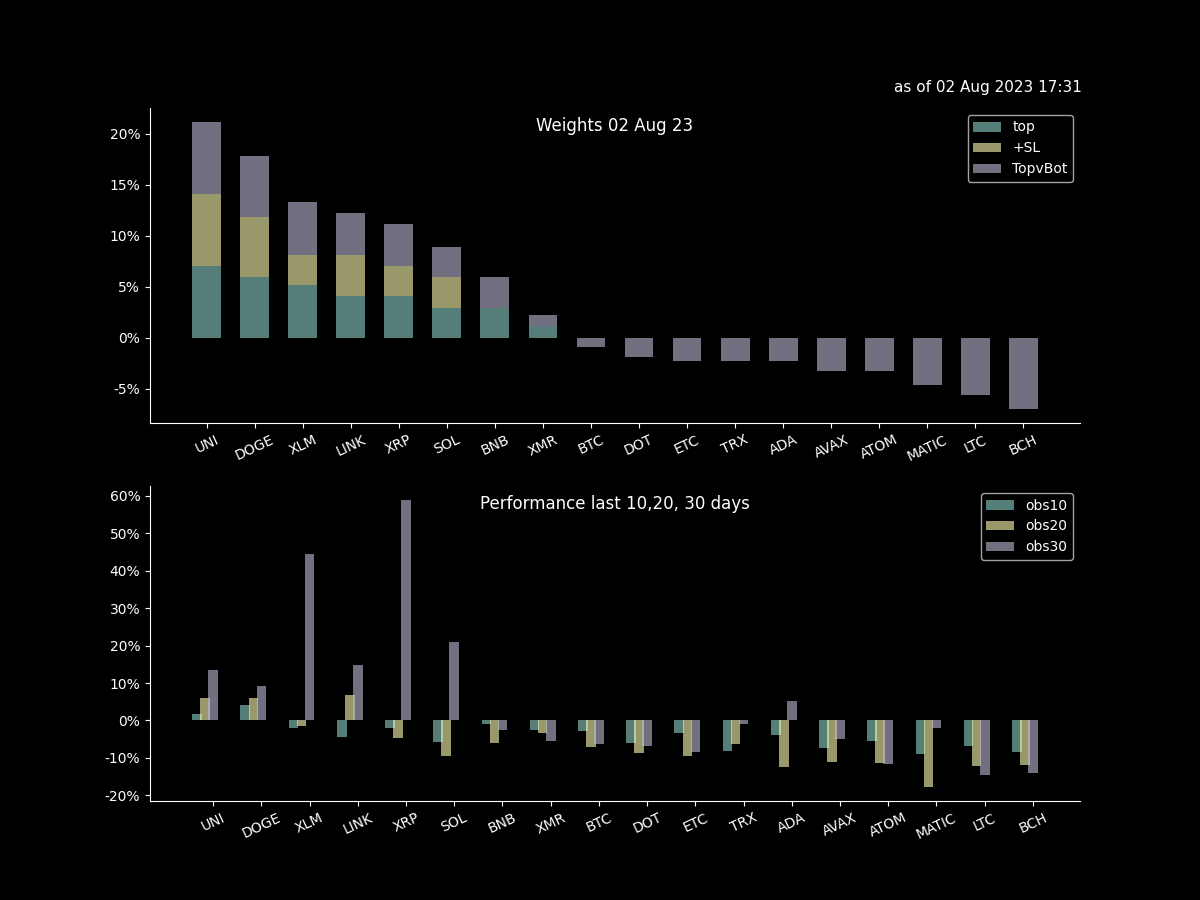 as of 02 Aug 2023 17:31
Weights 02 Aug 23
top
+SL
TopvBot
20%
15%
10%
5%
0%
-5%
UNI DOGE XLM LINK XRP SOL BNB XMR BTC DOT ETC TRX ADA AVAX ATOM MATIC LTC BCH
Performance last 10,20, 30 days
obs10
obs20
obs30
60%
50%
40%
30%
20%
10%
0%
-10%
-20%
UNI DOGE XLM LINK XRP SOL BNB XMR BTC DOT ETC TRX ADA AVAX ATOM MATIC LTC BCH